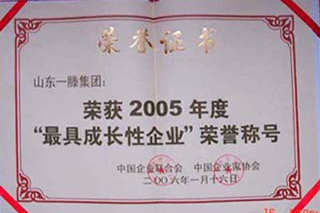 荣誉证书
山东一滕集团：
荣获 2005 年度
“最具成长性企业”荣誉称号
中国企业联合会 中国企业家协会
二〇〇六年一月十六日